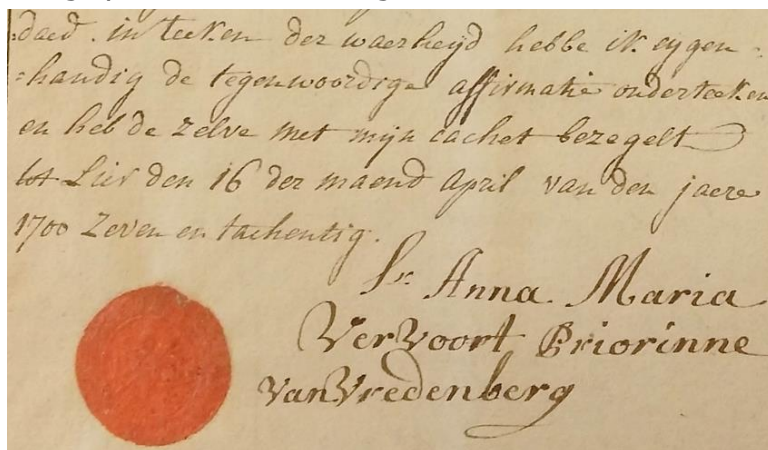 :daed. in teeken der waerheyd hebbe ik eygen =
=handig de tegenwoordige affirmatie onderteeken
en heb de zelve met mijn cachet bezegelt
tot Lier den 16 der maend April van den jaere
1700 Zeven en tachentig.
Sr. Anna Maria
VerVoort Priorinne
Van Vredenberg